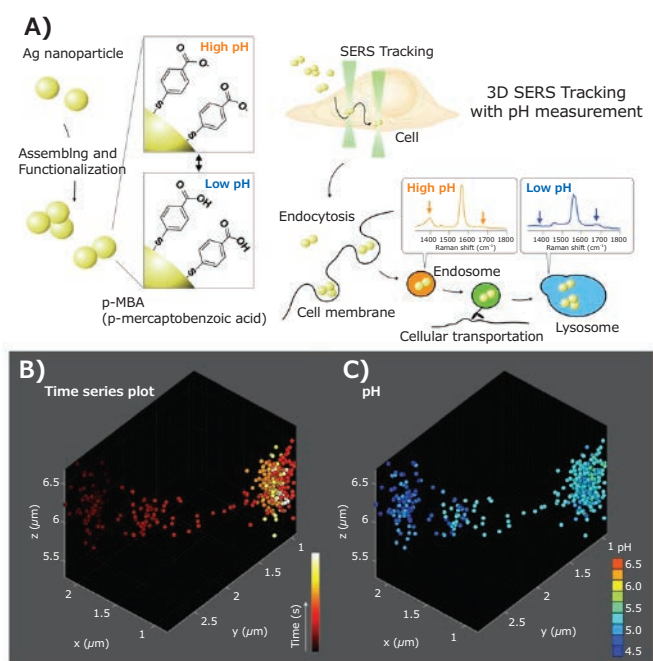 A)
Ag nanoparticle
Assemblng and
Functionalization
High pH
O
O-
S
O
O-
S
Low pH
O
OH
S
O
OH
S
p-MBA
(p-mercaptobenzoic acid)
SERS Tracking
Cell
3D SERS Tracking
with pH measurement
Endocytosis
Cell membrane
High pH
1400 1600 1700 1800
Raman shift (cm⁻¹)
Low pH
1400 1600 1700 1800
Raman shift (cm⁻¹)
Endosome
Cellular transportation
Lysosome
B)
Time series plot
6.5
6
5.5
z (μm)
2
1.5
1
x (μm)
2.5
2
1.5
1
y (μm)
Time (s)
C)
pH
6.5
6
5.5
z (μm)
2
1.5
1
x (μm)
2.5
2
1.5
1
y (μm)
pH
6.5
6.0
5.5
5.0
4.5